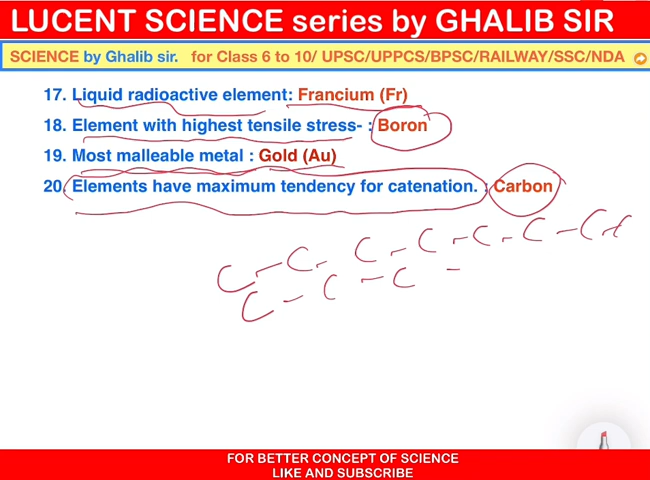 LUCENT SCIENCE series by GHALIB SIR
SCIENCE by Ghalib sir. for Class 6 to 10/ UPSC/UPPCS/BPSC/RAILWAY/SSC/NDA
17. Liquid radioactive element: Francium (Fr)
18. Element with highest tensile stress- : Boron
19. Most malleable metal : Gold (Au)
20. Elements have maximum tendency for catenation. : Carbon
C - C - C - C - C - C - C
C - C - C -
FOR BETTER CONCEPT OF SCIENCE
LIKE AND SUBSCRIBE